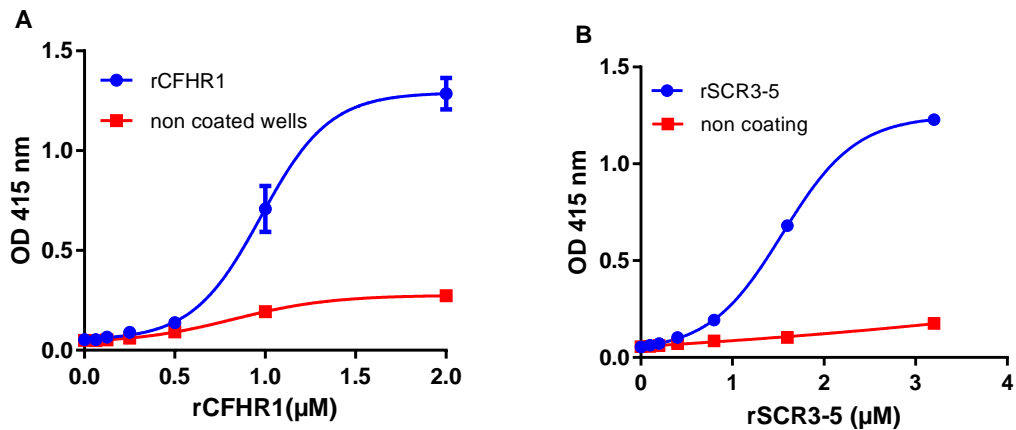 A
1.5
1.0
0.5
0.0
OD 415 nm
rCFHR1
non coated wells
0.0
0.5
1.0
1.5
2.0
rCFHR1(µM)
B
1.5
1.0
0.5
0.0
OD 415 nm
rSCR3-5
non coating
0
1
2
3
4
rSCR3-5 (µM)